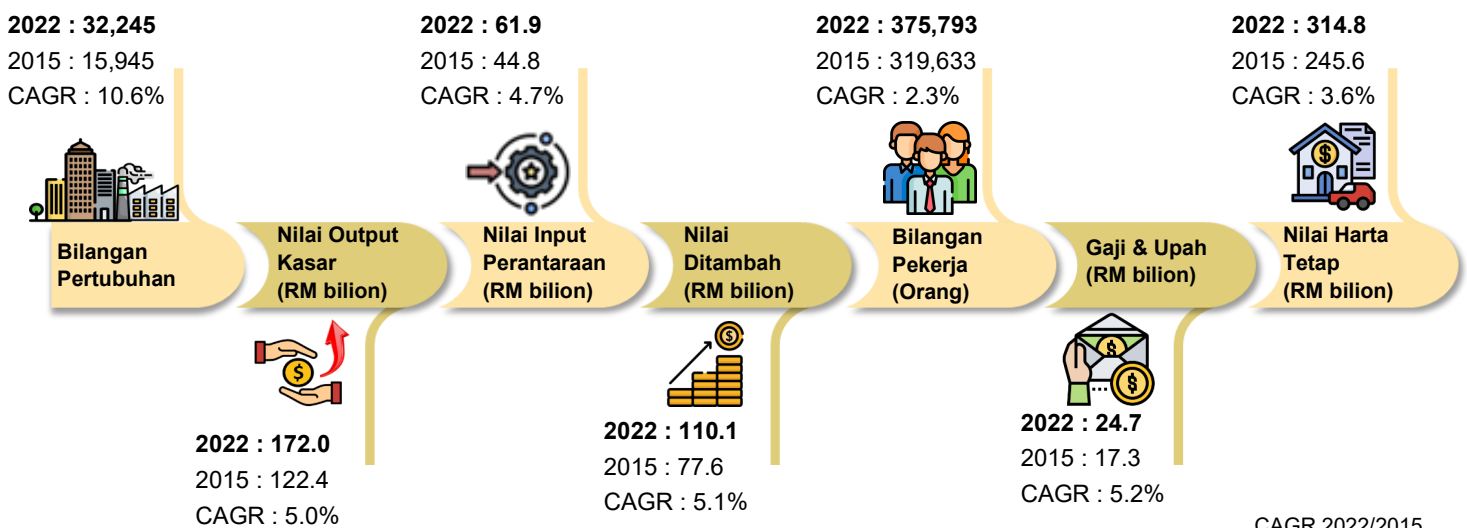 2022 : 32,245
2015 : 15,945
CAGR : 10.6%
2022 : 61.9
2015 : 44.8
CAGR : 4.7%
2022 : 375,793
2015 : 319,633
CAGR : 2.3%
2022 : 314.8
2015 : 245.6
CAGR : 3.6%
Bilangan
Pertubuhan
Nilai Output
Kasar
(RM bilion)
Nilai Input
Perantaraan
(RM bilion)
Nilai
Ditambah
(RM bilion)
Bilangan
Pekerja
(Orang)
Gaji & Upah
(RM bilion)
Nilai Harta
Tetap
(RM bilion)
2022 : 172.0
2015 : 122.4
CAGR : 5.0%
2022 : 110.1
2015 : 77.6
CAGR : 5.1%
2022 : 24.7
2015 : 17.3
CAGR : 5.2%
CAGR 2022/2015